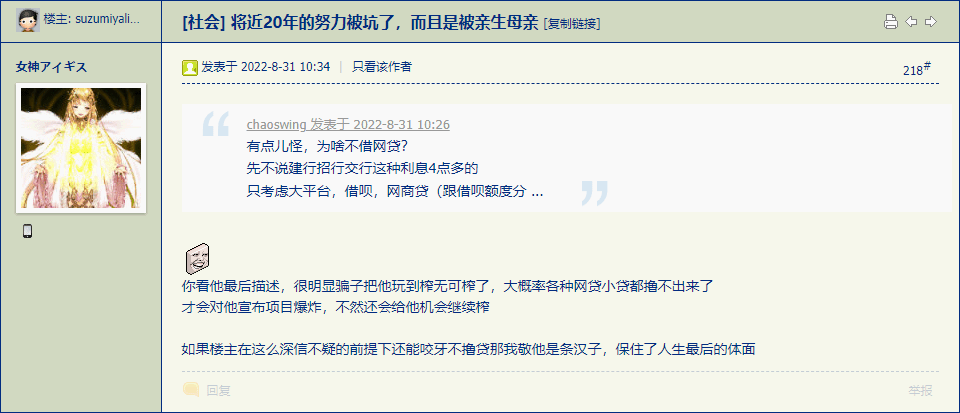 楼主: suzumiyali...
[社会] 将近20年的努力被坑了，而且是被亲生母亲 [复制链接]
女神アイギス
发表于 2022-8-31 10:34 | 只看该作者
218#
chaoswing 发表于 2022-8-31 10:26
有点儿怪，为啥不借网贷？
先不说建行招行交行这种利息4点多的
只考虑大平台，借呗，网商贷（跟借呗额度分 ...
你看他最后描述，很明显骗子把他玩到榨无可榨了，大概率各种网贷小贷都撸不出来了
才会对他宣布项目爆炸，不然还会给他机会继续榨
如果楼主在这么深信不疑的前提下还能咬牙不撸贷那我敬他是条汉子，保住了人生最后的体面
回复
举报